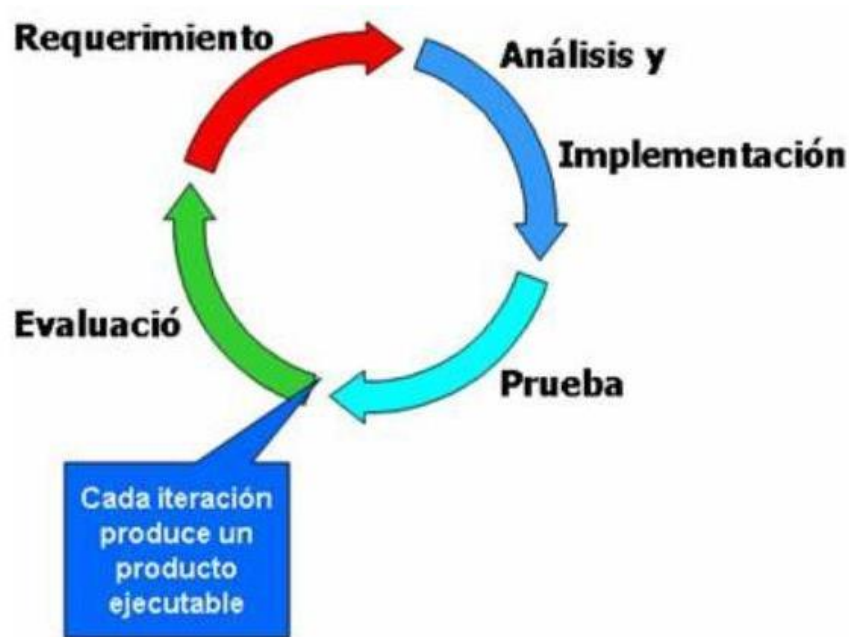 Requerimiento
Análisis y
Implementación
Evaluació
Prueba
Cada iteración
produce un
producto
ejecutable